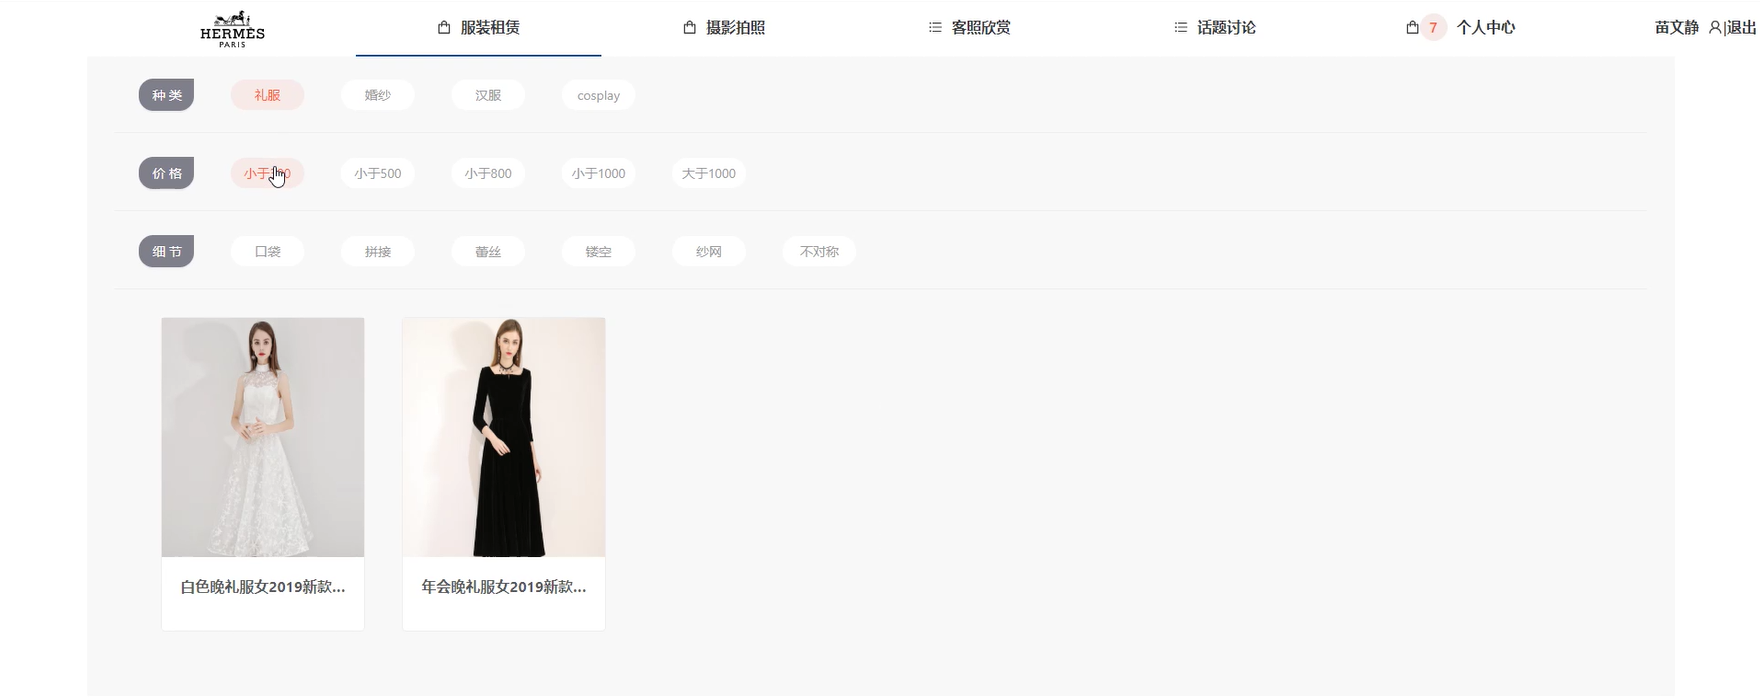 HERMÈS
PARIS
服装租赁
摄影拍照
客照欣赏
话题讨论
7 个人中心
苗文静 |退出
种类 礼服 婚纱 汉服 cosplay
价格 小于 小于500 小于800 小于1000 大于1000
细节 口袋 拼接 蕾丝 镂空 纱网 不对称
白色晚礼服女2019新款...
年会晚礼服女2019新款...